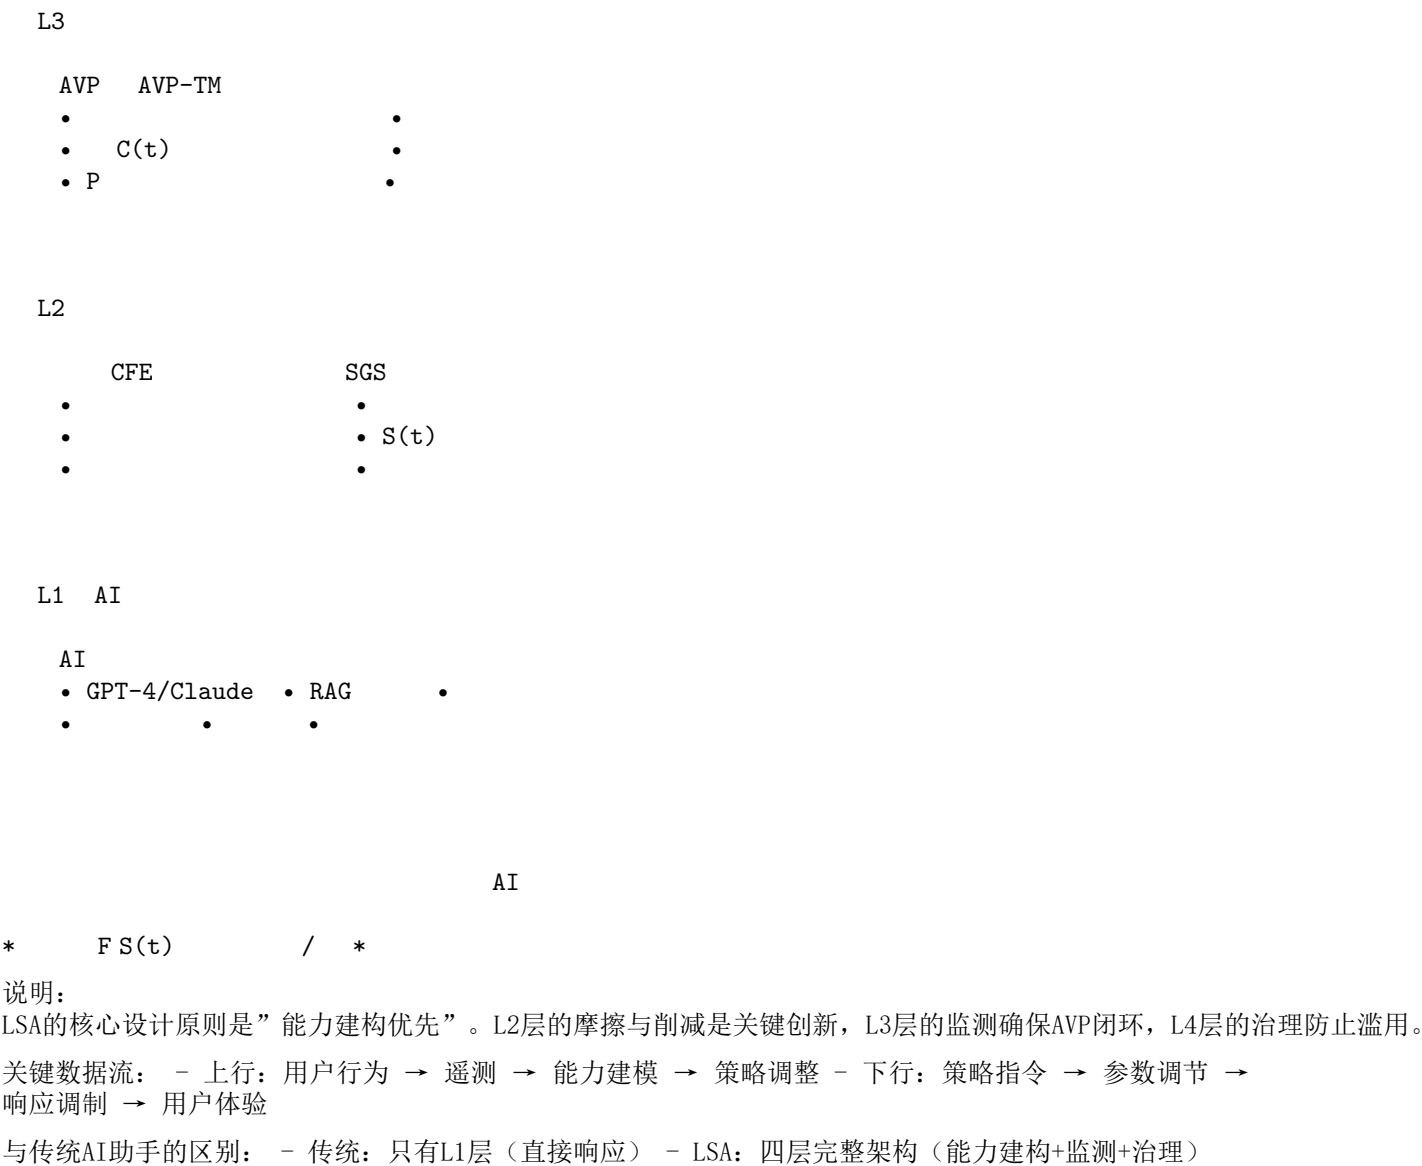 L3
AVP AVP-TM
• •
• C(t) •
• P •
L2
CFE SGS
• •
• • S(t)
• •
L1 AI
AI
• GPT-4/Claude • RAG •
• • •
AI
* F S(t) / *
说明：
LSA的核心设计原则是”能力建构优先”。L2层的摩擦与削减是关键创新，L3层的监测确保AVP闭环，L4层的治理防止滥用。
关键数据流： - 上行：用户行为 → 遥测 → 能力建模 → 策略调整 - 下行：策略指令 → 参数调节 →
响应调制 → 用户体验
与传统AI助手的区别： - 传统：只有L1层（直接响应） - LSA：四层完整架构（能力建构+监测+治理）